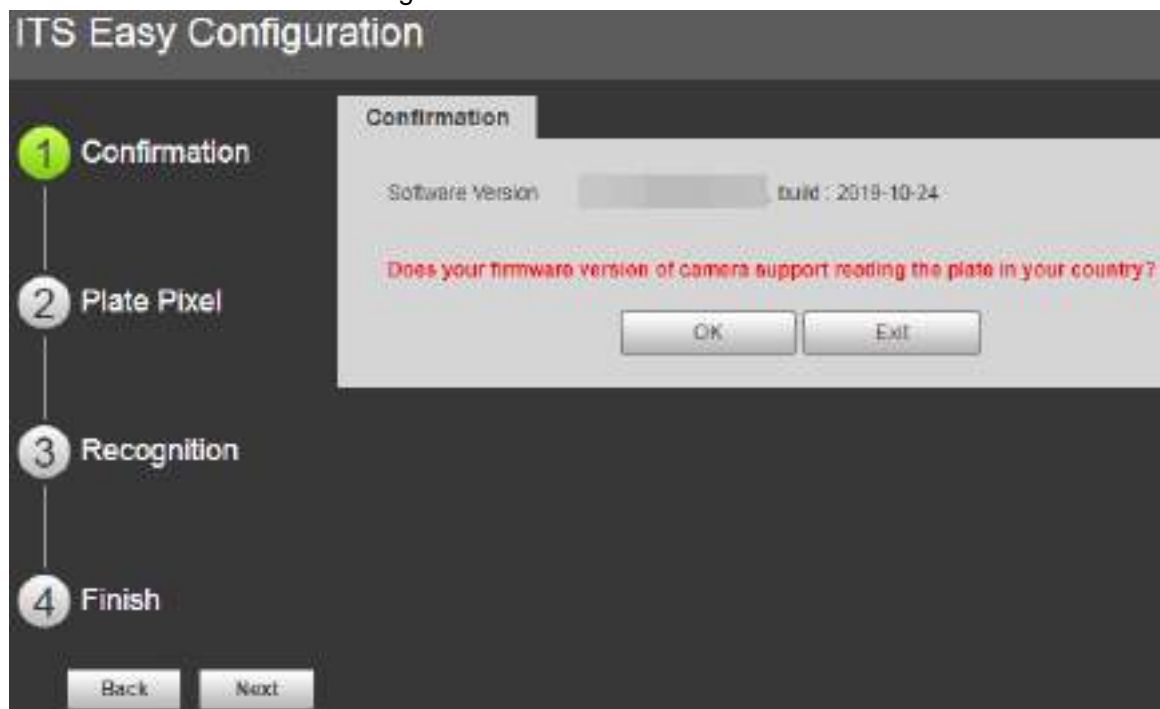 ITS Easy Configuration
Confirmation
1 Confirmation
Software Version , build : 2019-10-24
Does your firmware version of camera support reading the plate in your country?
OK Exit
2 Plate Pixel
3 Recognition
4 Finish
Back Next